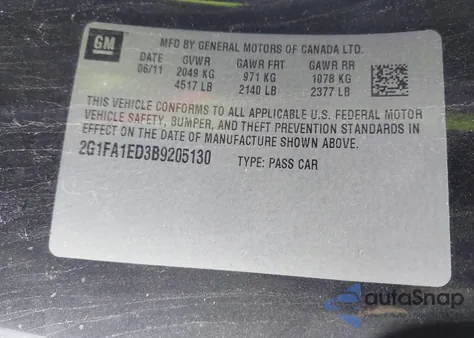 GM
MFD BY GENERAL MOTORS OF CANADA LTD.
DATE GVWR GAWR FRT GAWR RR
06/11 2049 KG 971 KG 1078 KG
4517 LB 2140 LB 2377 LB
THIS VEHICLE CONFORMS TO ALL APPLICABLE U.S. FEDERAL MOTOR
VEHICLE SAFETY, BUMPER, AND THEFT PREVENTION STANDARDS IN
EFFECT ON THE DATE OF MANUFACTURE SHOWN ABOVE.
2G1FA1ED3B9205130 TYPE: PASS CAR
autoSnap